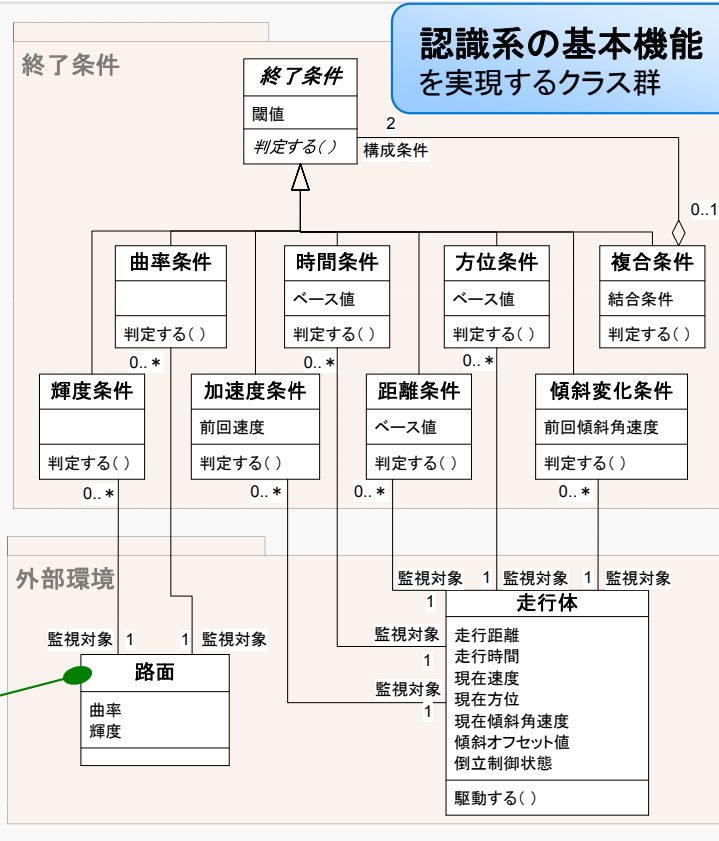 認識系の基本機能
を実現するクラス群
終了条件
終了条件
閾値
判定する( )
2
構成条件
0..1
曲率条件
判定する( )
0..*
時間条件
ベース値
判定する( )
0..*
方位条件
ベース値
判定する( )
0..*
複合条件
結合条件
判定する( )
輝度条件
判定する( )
0..*
加速度条件
前回速度
判定する( )
0..*
距離条件
ベース値
判定する( )
0..*
傾斜変化条件
前回傾斜角速度
判定する( )
0..*
外部環境
監視対象 1
1 監視対象
路面
曲率
輝度
監視対象 1 監視対象 1 監視対象
1
監視対象
1
監視対象
1
走行体
走行距離
走行時間
現在速度
現在方位
現在傾斜角速度
傾斜オフセット値
倒立制御状態
駆動する( )